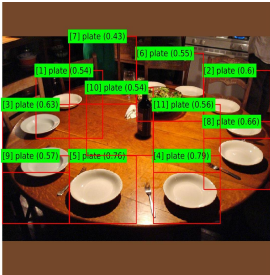 [7] plate (0.43)
[6] plate (0.55)
[1] plate (0.54)
[2] plate (0.6)
[10] plate (0.54)
[3] plate (0.63)
[11] plate (0.56)
[8] plate (0.66)
[9] plate (0.57)
[5] plate (0.76)
[4] plate (0.79)